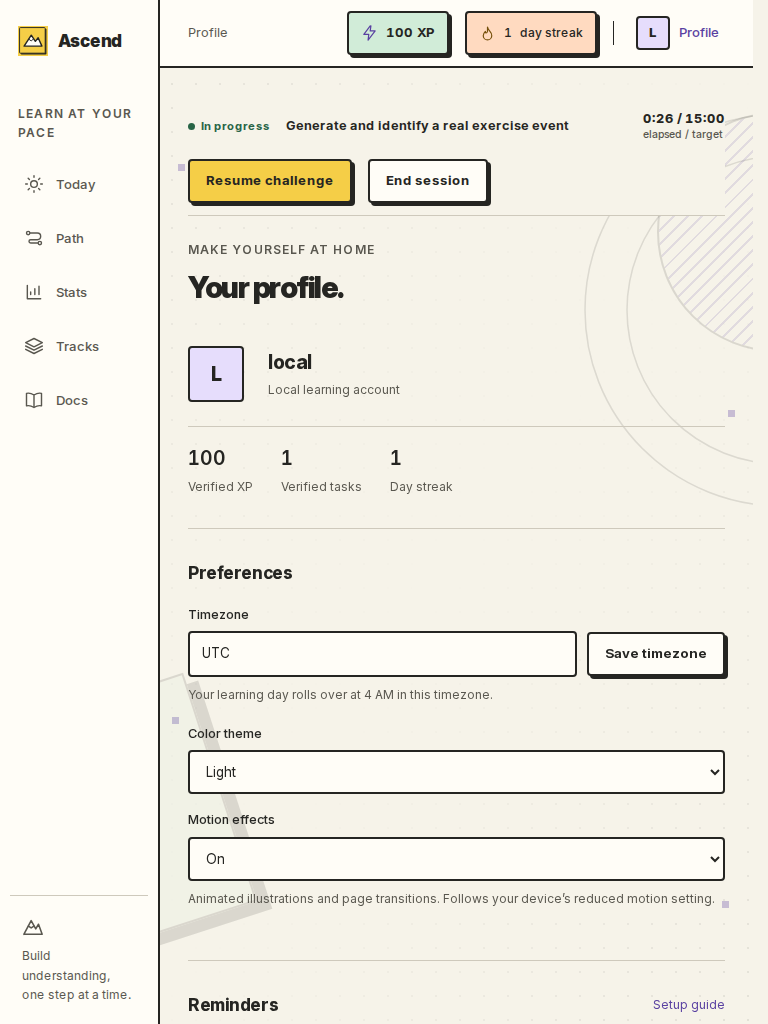 Ascend
LEARN AT YOUR
PACE
Today
Path
Stats
Tracks
Docs
Build
understanding,
one step at a time.
Profile
100 XP
1 day streak
L
Profile
In progress
Generate and identify a real exercise event
0:26 / 15:00
elapsed / target
Resume challenge
End session
MAKE YOURSELF AT HOME
Your profile.
L
local
Local learning account
100
Verified XP
1
Verified tasks
1
Day streak
Preferences
Timezone
UTC
Save timezone
Your learning day rolls over at 4 AM in this timezone.
Color theme
Light
Motion effects
On
Animated illustrations and page transitions. Follows your device’s reduced motion setting.
Reminders
Setup guide